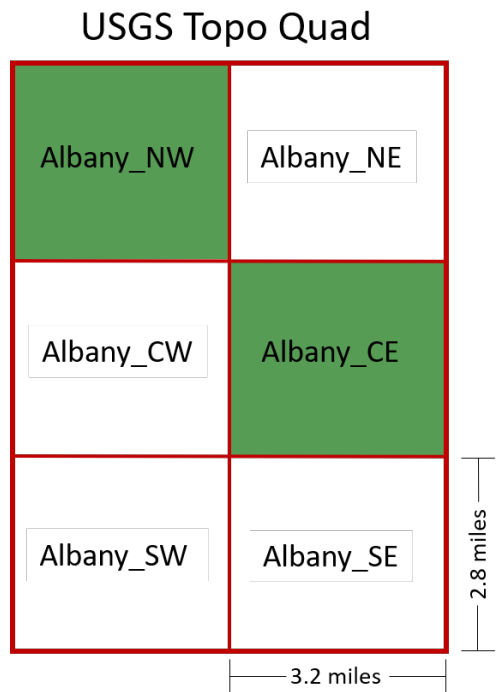 USGS Topo Quad
Albany_NW
Albany_NE
Albany_CW
Albany_CE
Albany_SW
Albany_SE
2.8 miles
3.2 miles